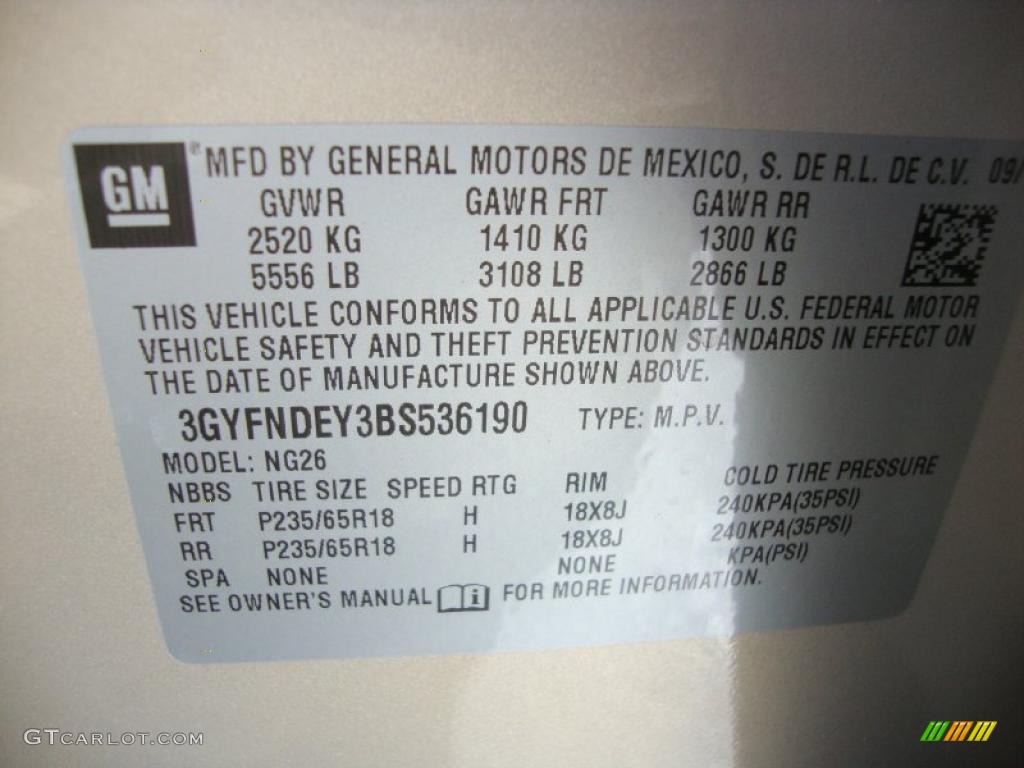 GM® MFD BY GENERAL MOTORS DE MEXICO, S. DE R.L. DE C.V. 09/
GVWR GAWR FRT GAWR RR
2520 KG 1410 KG 1300 KG
5556 LB 3108 LB 2866 LB
THIS VEHICLE CONFORMS TO ALL APPLICABLE U.S. FEDERAL MOTOR
VEHICLE SAFETY AND THEFT PREVENTION STANDARDS IN EFFECT ON
THE DATE OF MANUFACTURE SHOWN ABOVE.
3GYFNDEY3BS536190 TYPE: M.P.V.
MODEL: NG26
NBBS TIRE SIZE SPEED RTG RIM COLD TIRE PRESSURE
FRT P235/65R18 H 18X8J 240KPA(35PSI)
RR P235/65R18 H 18X8J 240KPA(35PSI)
SPA NONE NONE KPA(PSI)
SEE OWNER'S MANUAL i FOR MORE INFORMATION.
GTCARLOT.COM